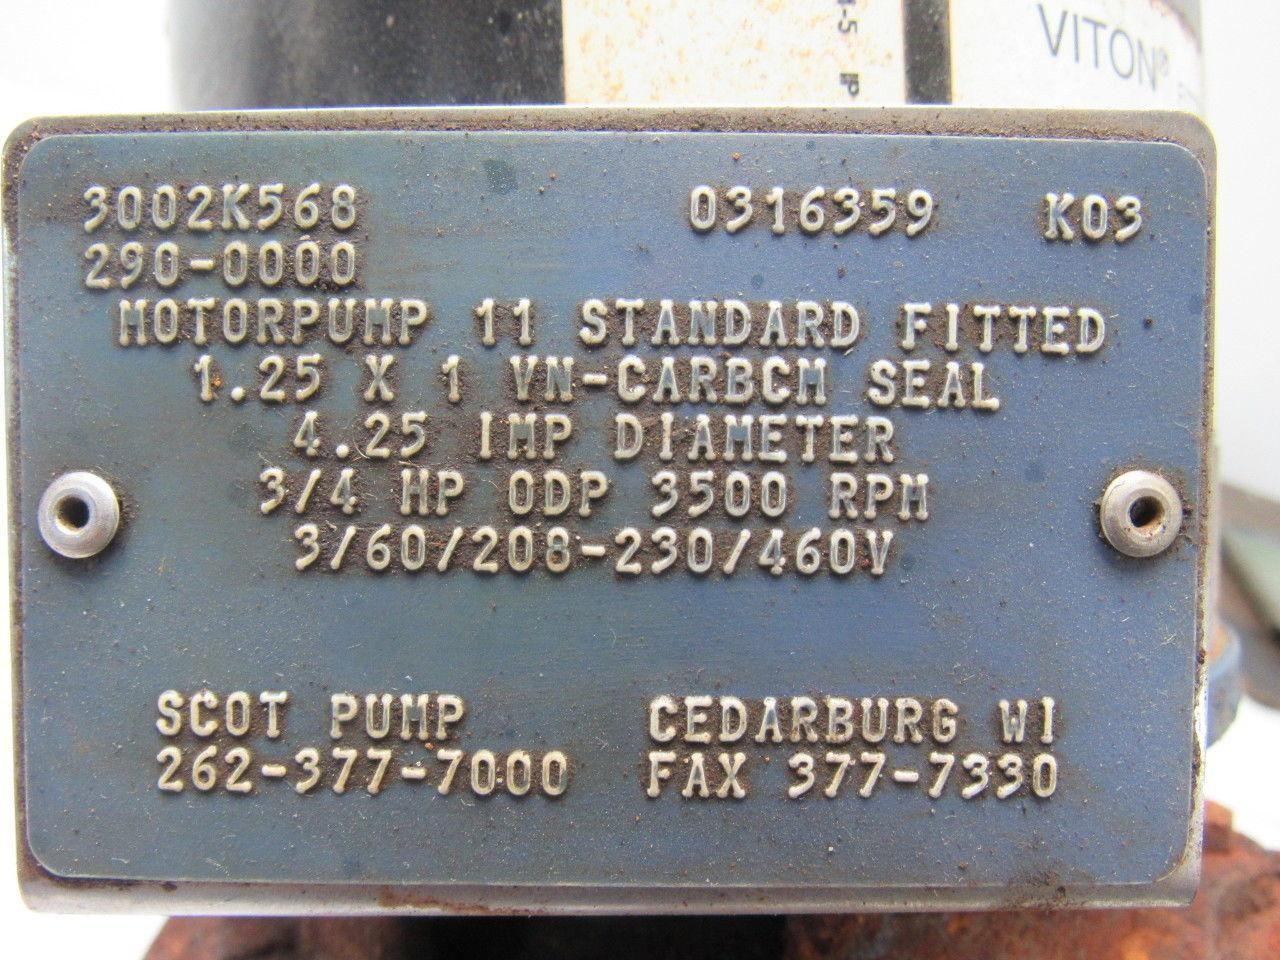 VITON®
3002K568 0316359 K03
290-0000
MOTORPUMP 11 STANDARD FITTED
1.25 X 1 VN-CARBCM SEAL
4.25 IMP DIAMETER
3/4 HP ODP 3500 RPM
3/60/208-230/460V
SCOT PUMP CEDARBURG WI
262-377-7000 FAX 377-7330